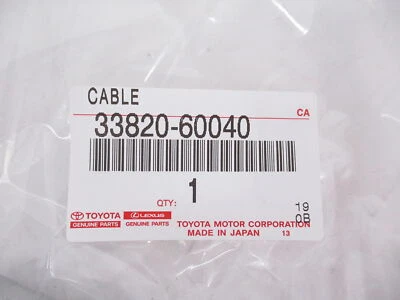 CABLE
CA
33820-60040
QTY: 1
19
0B
TOYOTA LEXUS
GENUINE PARTS GENUINE PARTS
TOYOTA MOTOR CORPORATION
MADE IN JAPAN 13